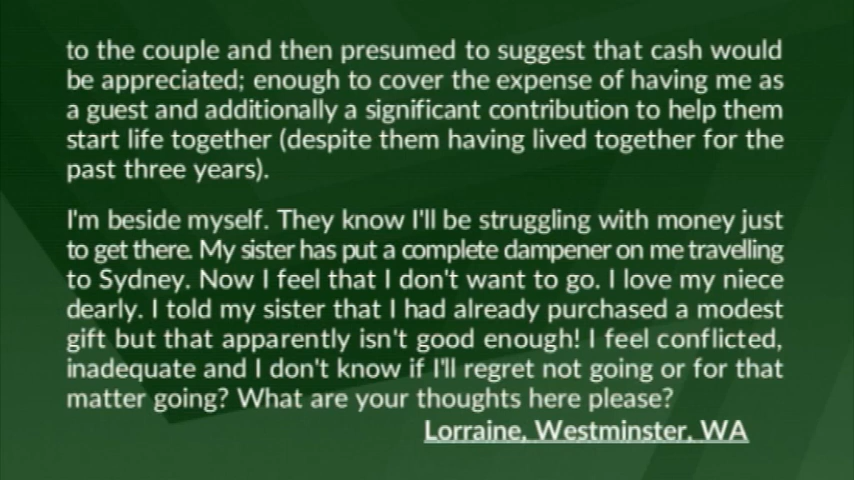 to the couple and then presumed to suggest that cash would
be appreciated; enough to cover the expense of having me as
a guest and additionally a significant contribution to help them
start life together (despite them having lived together for the
past three years).
I'm beside myself. They know I'll be struggling with money just
to get there. My sister has put a complete dampener on me travelling
to Sydney. Now I feel that I don't want to go. I love my niece
dearly. I told my sister that I had already purchased a modest
gift but that apparently isn't good enough! I feel conflicted,
inadequate and I don't know if I'll regret not going or for that
matter going? What are your thoughts here please?
Lorraine, Westminster, WA